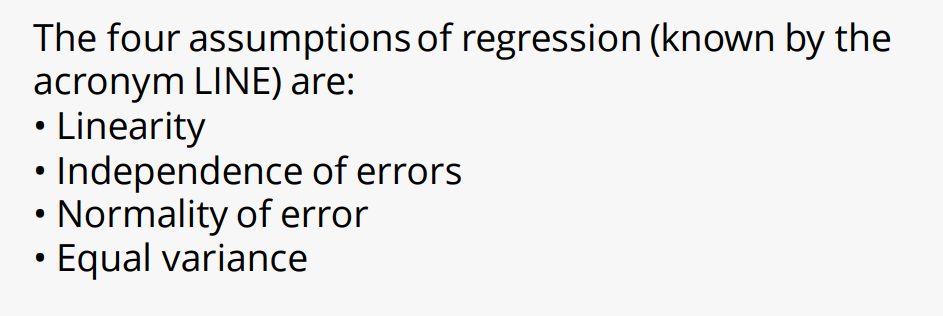 The four assumptions of regression (known by the
acronym LINE) are:
• Linearity
• Independence of errors
• Normality of error
• Equal variance